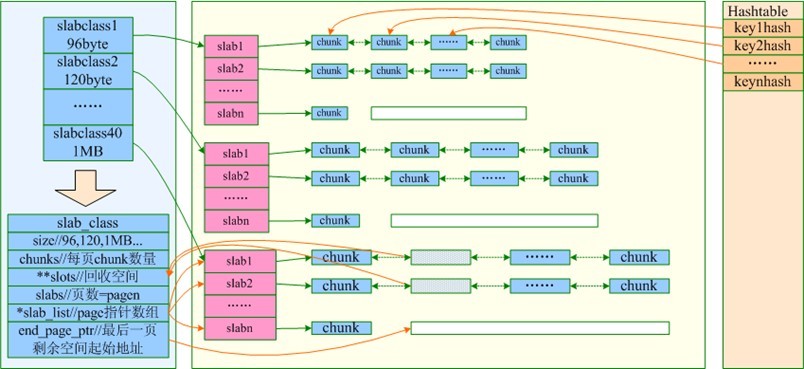 slabclass1
96byte
slabclass2
120byte
……
slabclass40
1MB
slab_class
size//96,120,1MB...
chunks//每页chunk数量
**slots//回收空间
slabs//页数=pagen
*slab_list//page指针数组
end_page_ptr//最后一页
剩余空间起始地址
slab1
chunk
chunk
……
chunk
slab2
chunk
chunk
……
chunk
……
slabn
chunk
slab1
chunk
chunk
……
chunk
slab2
chunk
chunk
……
chunk
……
slabn
chunk
slab1
chunk
……
chunk
slab2
chunk
……
chunk
……
slabn
chunk
Hashtable
key1hash
key2hash
……
keynhash